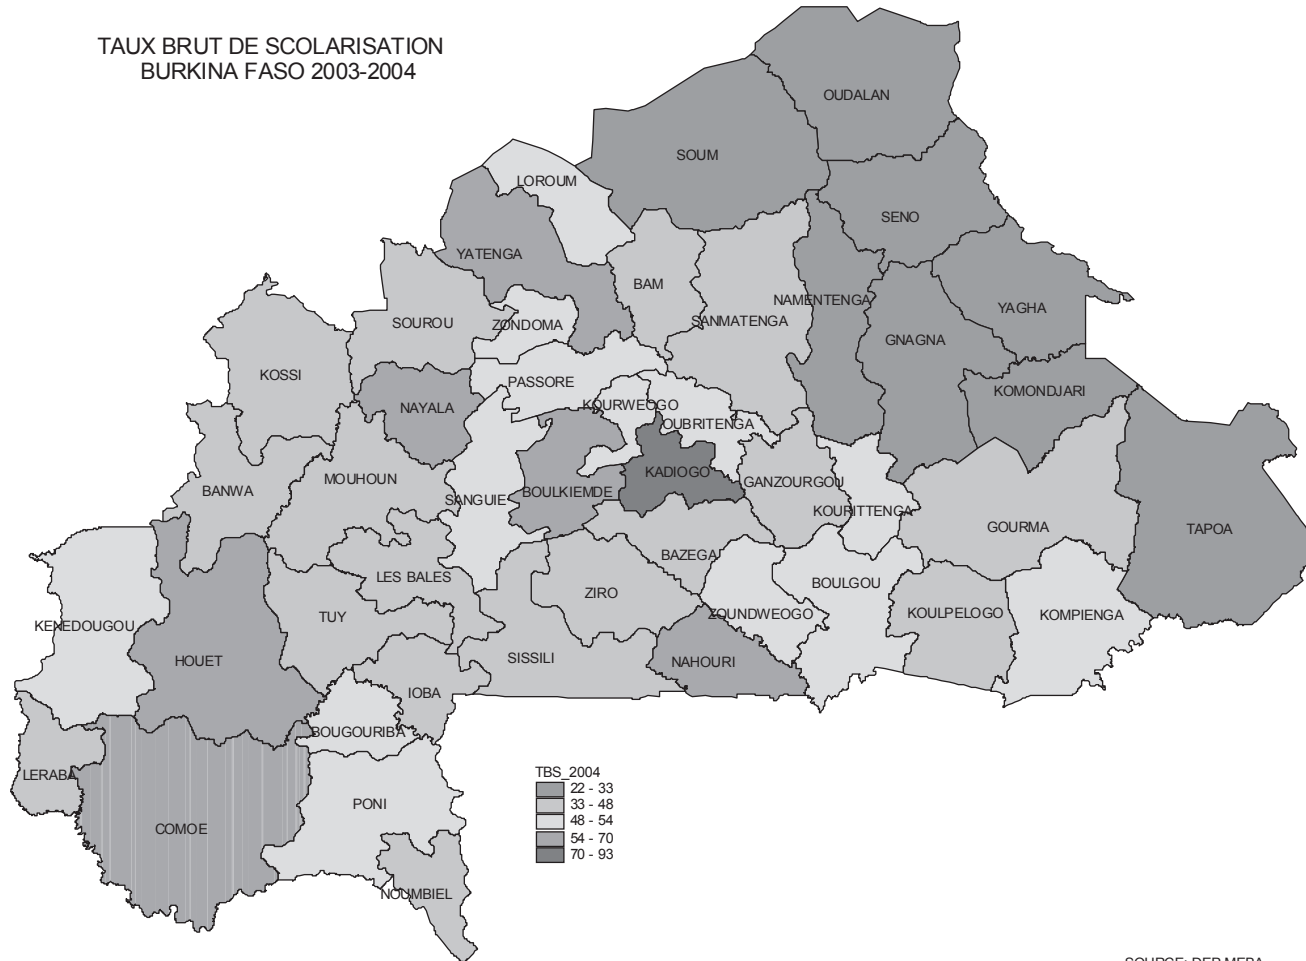 TAUX BRUT DE SCOLARISATION
BURKINA FASO 2003-2004
OUDALAN
SOUM
LOROUM
SENO
YATENGA
BAM
NAMENTENGA
YAGHA
SOUROU
ZONDOMA
SANMATENGA
GNAGNA
KOSSI
PASSORE
KOMONDJARI
NAYALA
KOURWEOGO
OUBRITENGA
KADIOGO
MOUHOUN
GANZOURGOU
BANWA
SANGUIE
BOULKIEMDE
KOURITTENGA
GOURMA
TAPOA
BAZEGA
LES BALES
BOULGOU
ZIRO
TUY
ZOUNDWEOGO
KOULPELOGO
KOMPIENGA
KENEDOUGOU
HOUET
SISSILI
NAHOURI
IOBA
BOUGOURIBA
LERABA
PONI
COMOE
NOUMBIEL
TBS_2004
22 - 33
33 - 48
48 - 54
54 - 70
70 - 93